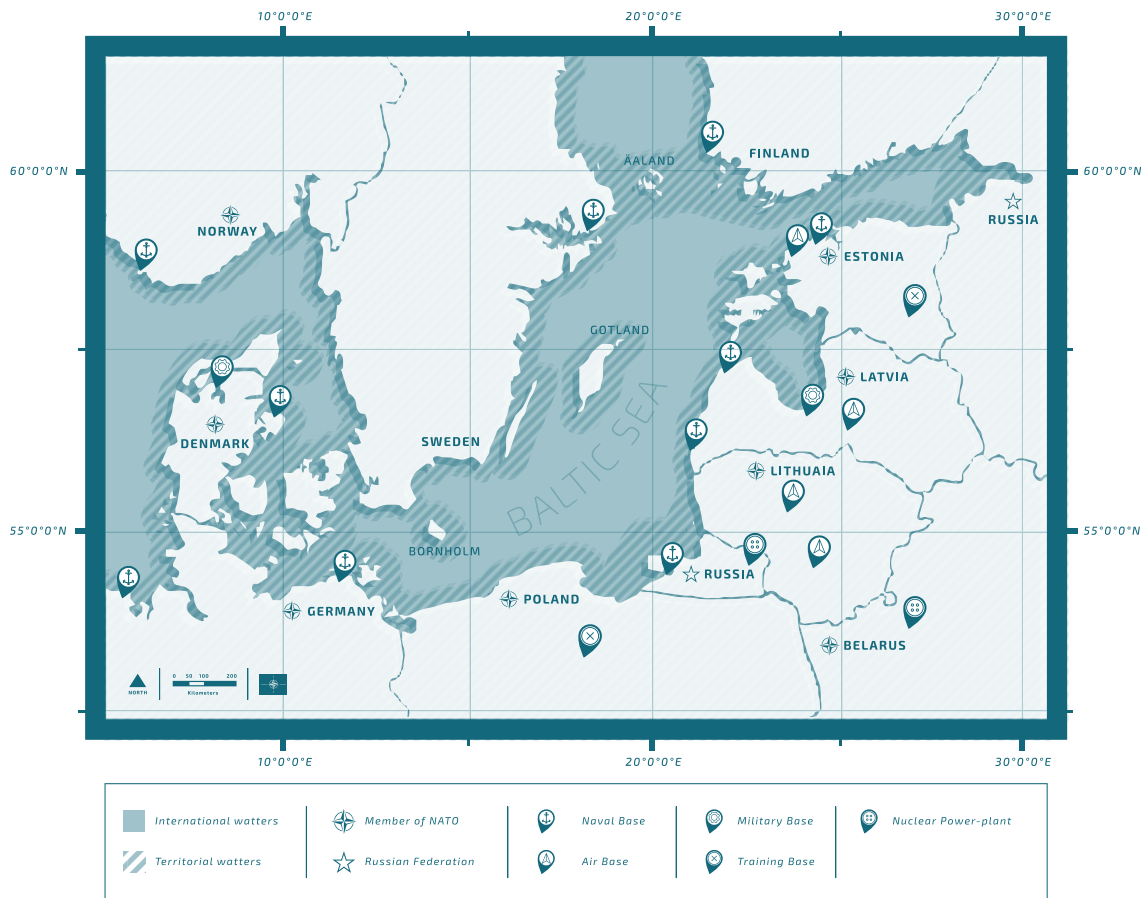 10°0'0"E 20°0'0"E 30°0'0"E
60°0'0"N 60°0'0"N
ÄALAND
FINLAND
NORWAY
RUSSIA
ESTONIA
GOTLAND
LATVIA
DENMARK
SWEDEN
BALTIC SEA
LITHUAIA
55°0'0"N 55°0'0"N
BORNHOLM
RUSSIA
GERMANY
POLAND
BELARUS
0 50 100 200
NORTH
Kilometers
10°0'0"E 20°0'0"E 30°0'0"E
International watters
Member of NATO
Naval Base
Military Base
Nuclear Power-plant
Territorial watters
Russian Federation
Air Base
Training Base